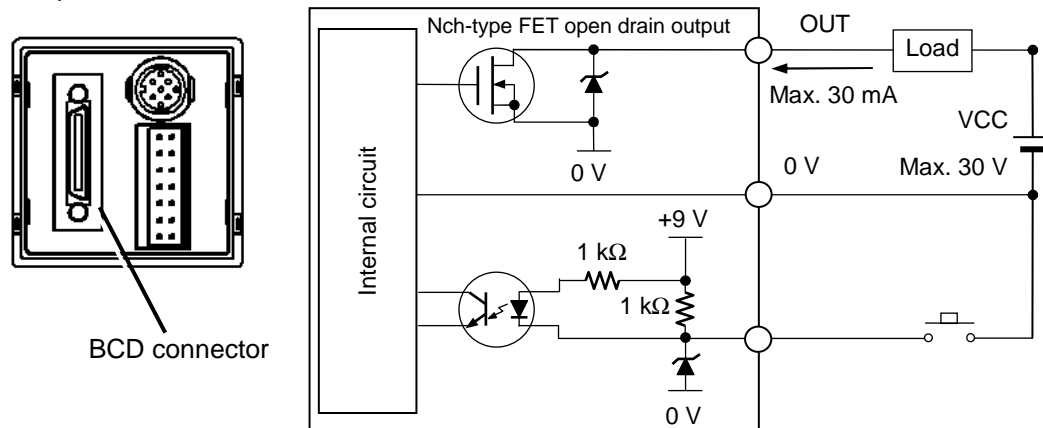 Nch-type FET open drain output
OUT
Load
Max. 30 mA
VCC
0 V
0 V
Max. 30 V
Internal circuit
+9 V
1 kΩ
1 kΩ
BCD connector
0 V